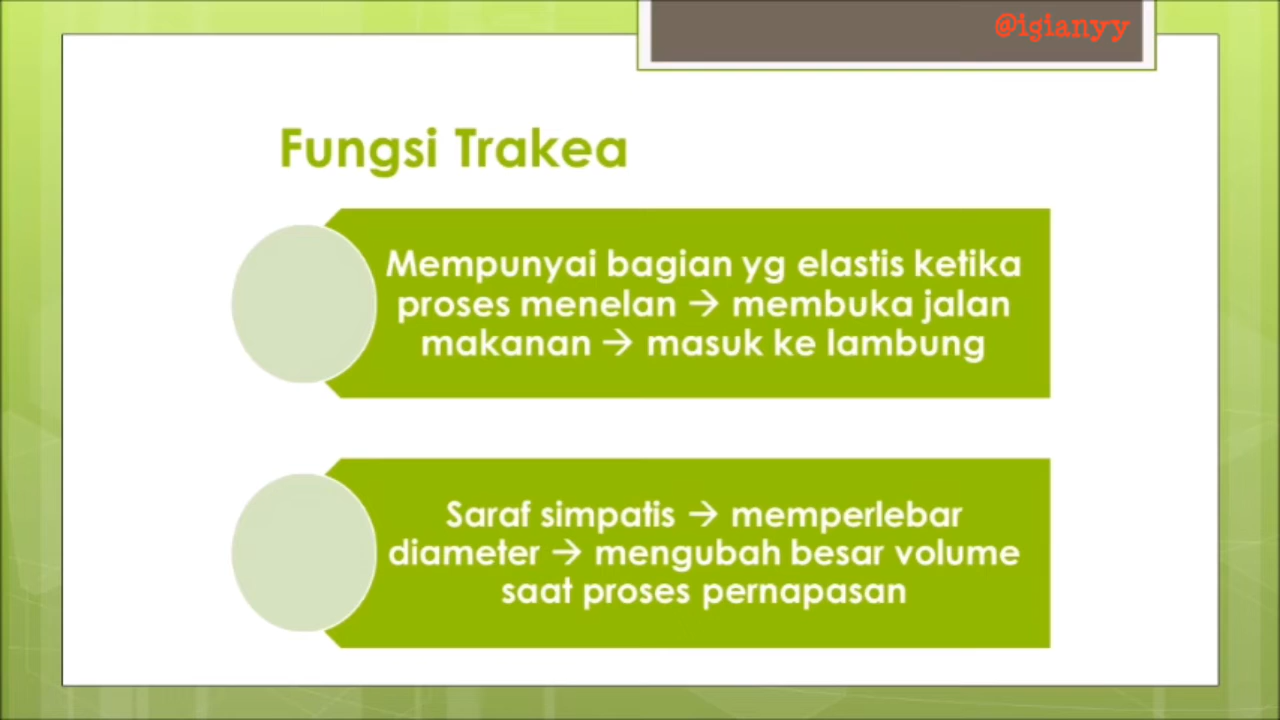 @igianyy
Fungsi Trakea
Mempunyai bagian yg elastis ketika
proses menelan → membuka jalan
makanan → masuk ke lambung
Saraf simpatis → memperlebar
diameter → mengubah besar volume
saat proses pernapasan